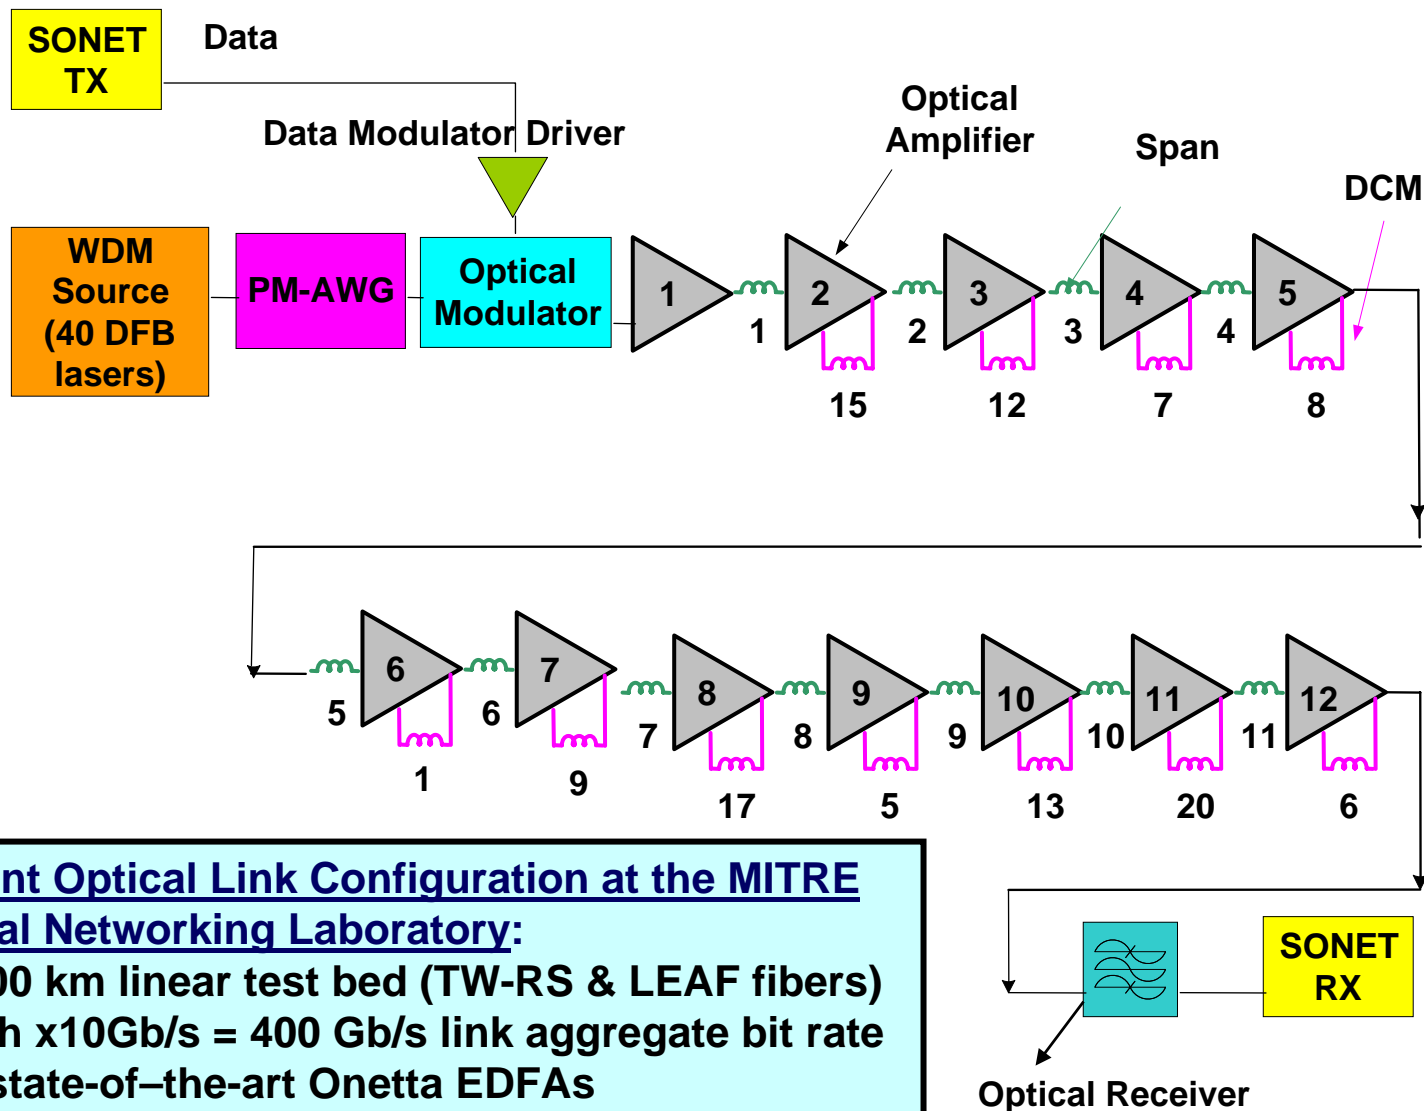 SONET
TX
Data
Data Modulator Driver
Optical
Amplifier
Span
DCM
WDM
Source
(40 DFB
lasers)
PM-AWG
Optical
Modulator
1
2
3
4
5
1
2
3
4
15
12
7
8
6
7
8
9
10
11
12
5
6
7
8
9
10
11
1
9
17
5
13
20
6
nt Optical Link Configuration at the MITRE
al Networking Laboratory:
00 km linear test bed (TW-RS & LEAF fibers)
h x10Gb/s = 400 Gb/s link aggregate bit rate
state-of–the-art Onetta EDFAs
SONET
RX
Optical Receiver